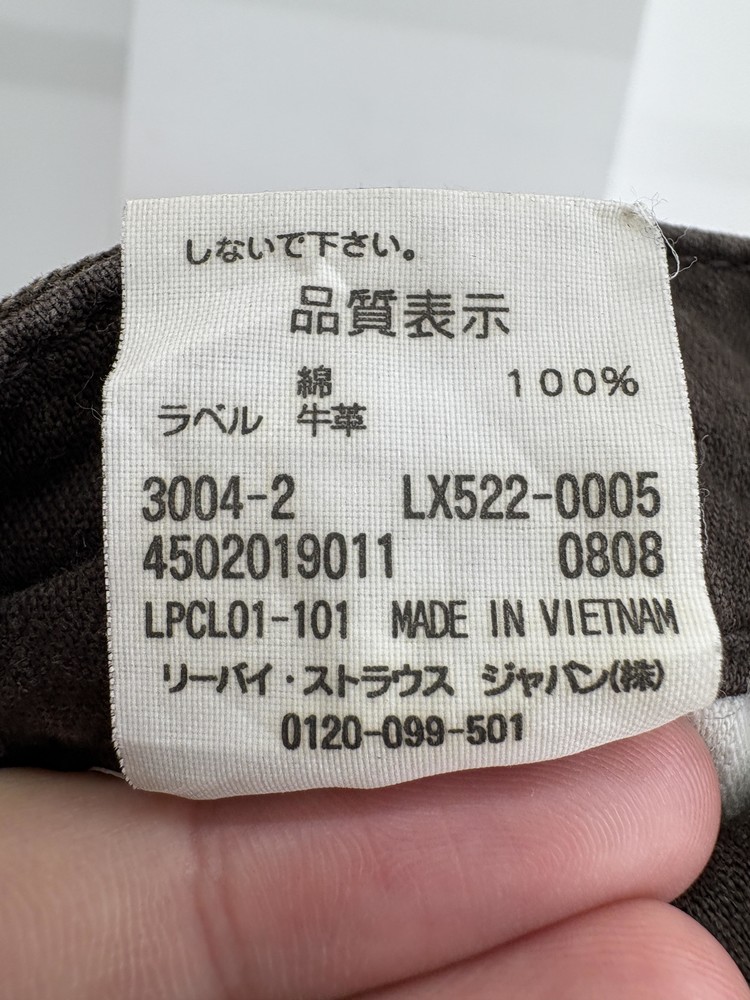 しないで下さい。
品質表示
綿 100%
ラベル 牛革
3004-2 LX522-0005
4502019011 0808
LPCL01-101 MADE IN VIETNAM
リーバイ・ストラウス ジャパン(株)
0120-099-501